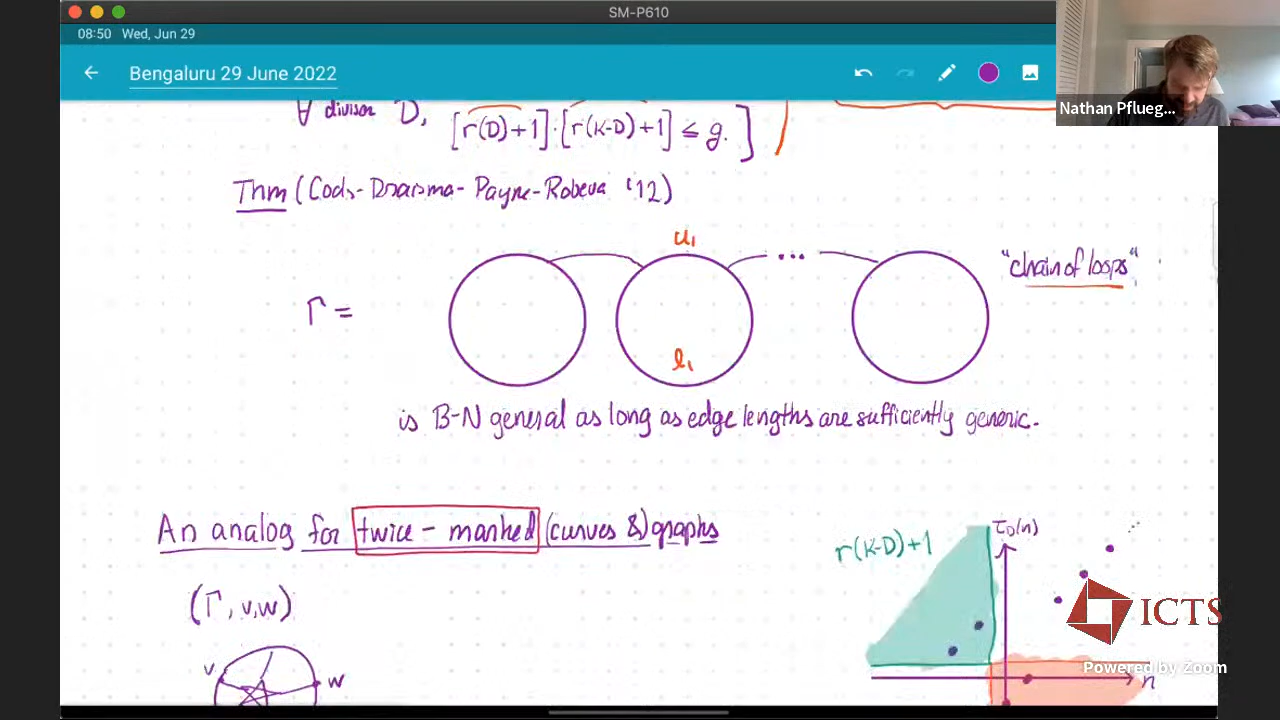 SM-P610
08:50 Wed, Jun 29
Bengaluru 29 June 2022
Nathan Pflueg...
∀ divisor D, [r(D)+1]·[r(K-D)+1] ≤ g. ]
Thm (Cools-Draisma-Payne-Robeva '12)
u₁
"chain of loops"
Γ =
l₁
is B-N general as long as edge lengths are sufficiently generic.
An analog for twice-marked (curves &) graphs
τ_D(n)
r(K-D)+1
(Γ, v, w)
ICTS
v
w
Powered by Zoom
n